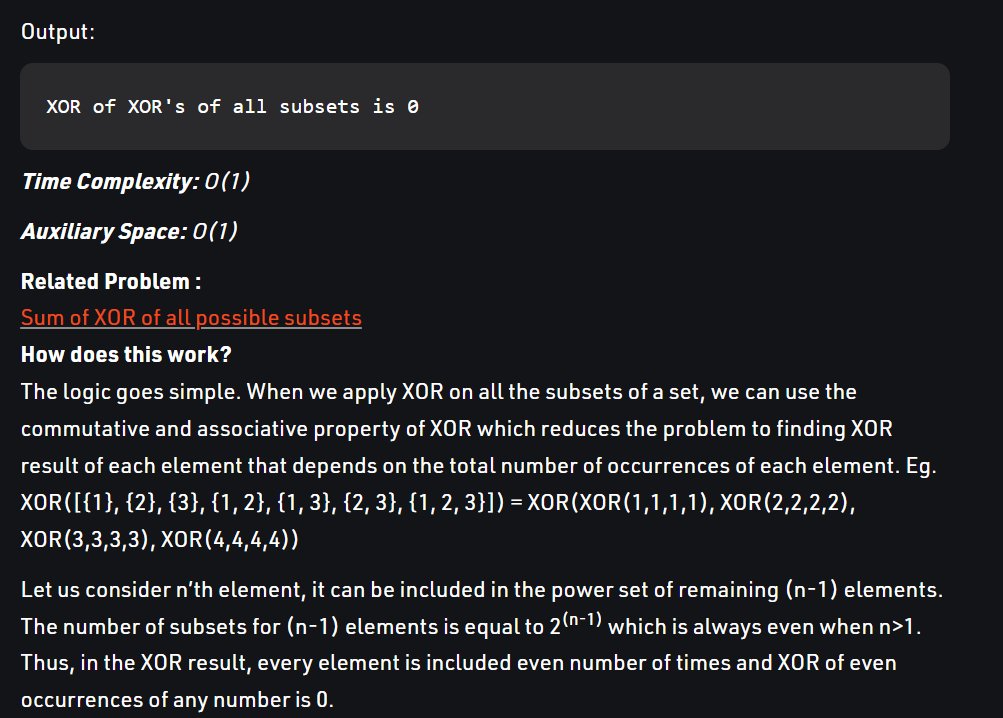 Output:
XOR of XOR's of all subsets is 0
Time Complexity: O(1)
Auxiliary Space: O(1)
Related Problem :
Sum of XOR of all possible subsets
How does this work?
The logic goes simple. When we apply XOR on all the subsets of a set, we can use the
commutative and associative property of XOR which reduces the problem to finding XOR
result of each element that depends on the total number of occurrences of each element. Eg.
XOR([{1}, {2}, {3}, {1, 2}, {1, 3}, {2, 3}, {1, 2, 3}]) = XOR(XOR(1,1,1,1), XOR(2,2,2,2),
XOR(3,3,3,3), XOR(4,4,4,4))
Let us consider n’th element, it can be included in the power set of remaining (n-1) elements.
The number of subsets for (n-1) elements is equal to 2^(n-1) which is always even when n>1.
Thus, in the XOR result, every element is included even number of times and XOR of even
occurrences of any number is 0.